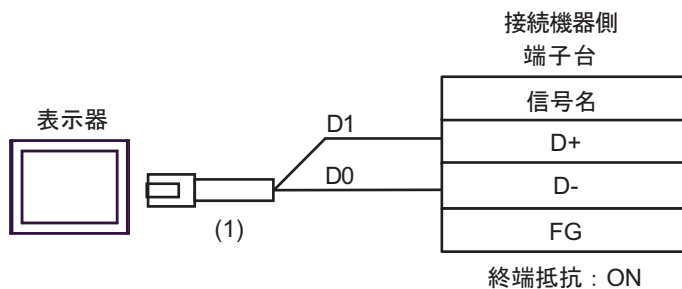 接続機器側
端子台
表示器
信号名
D1
D+
D0
D-
(1)
FG
終端抵抗：ON